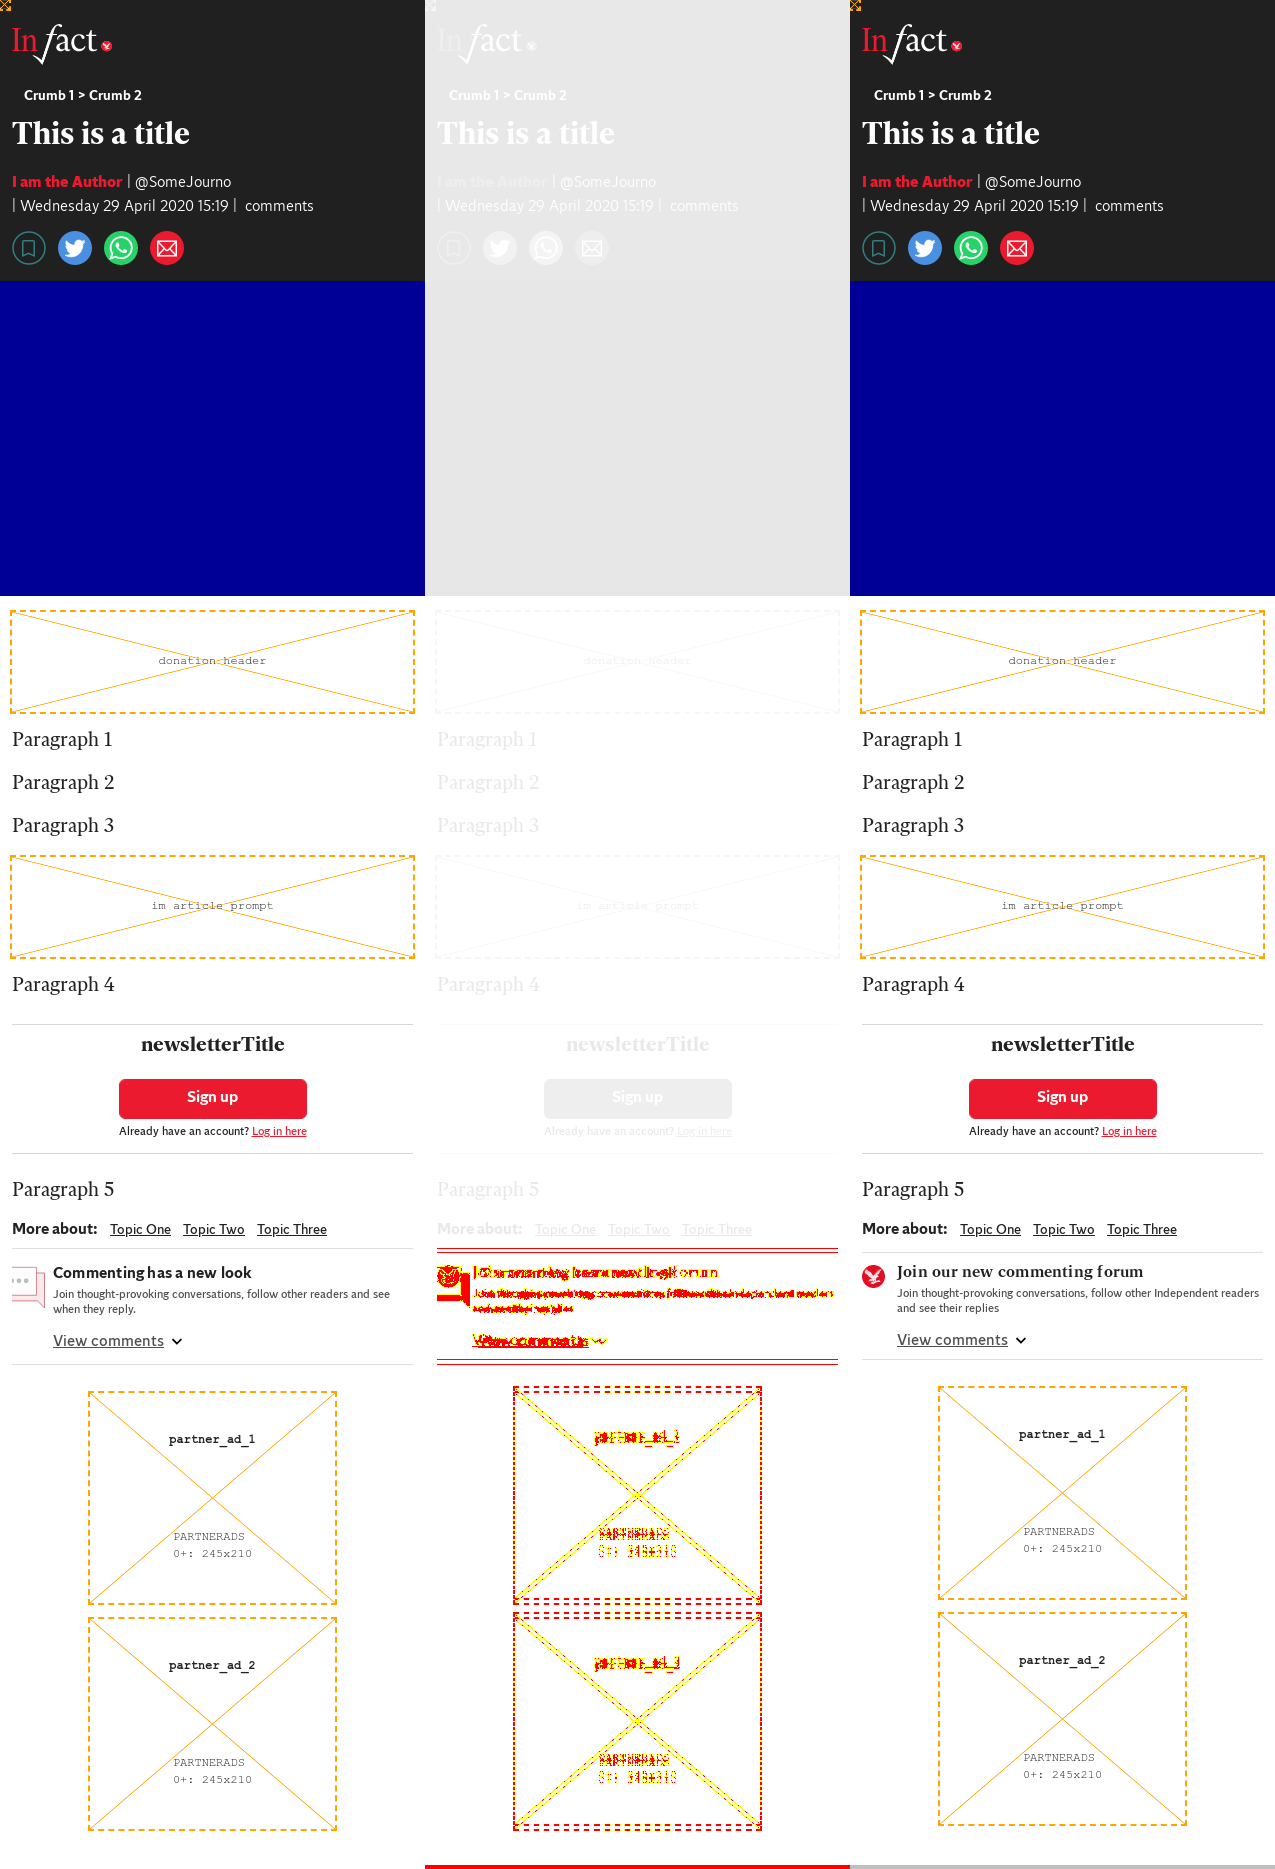 In fact
Crumb 1 > Crumb 2
This is a title
I am the Author | @SomeJourno
| Wednesday 29 April 2020 15:19 | comments
donation header
Paragraph 1
Paragraph 2
Paragraph 3
im article prompt
Paragraph 4
newsletterTitle
Sign up
Already have an account? Log in here
Paragraph 5
More about: Topic One Topic Two Topic Three
Commenting has a new look
Join thought-provoking conversations, follow other readers and see
when they reply.
View comments
partner_ad_1
PARTNERADS
0+: 245x210
partner_ad_2
PARTNERADS
0+: 245x210
In fact
Crumb 1 > Crumb 2
This is a title
I am the Author | @SomeJourno
| Wednesday 29 April 2020 15:19 | comments
donation header
Paragraph 1
Paragraph 2
Paragraph 3
im article prompt
Paragraph 4
newsletterTitle
Sign up
Already have an account? Log in here
Paragraph 5
More about: Topic One Topic Two Topic Three
In fact
Crumb 1 > Crumb 2
This is a title
I am the Author | @SomeJourno
| Wednesday 29 April 2020 15:19 | comments
donation header
Paragraph 1
Paragraph 2
Paragraph 3
im article prompt
Paragraph 4
newsletterTitle
Sign up
Already have an account? Log in here
Paragraph 5
More about: Topic One Topic Two Topic Three
Join our new commenting forum
Join thought-provoking conversations, follow other Independent readers
and see their replies
View comments
partner_ad_1
PARTNERADS
0+: 245x210
partner_ad_2
PARTNERADS
0+: 245x210